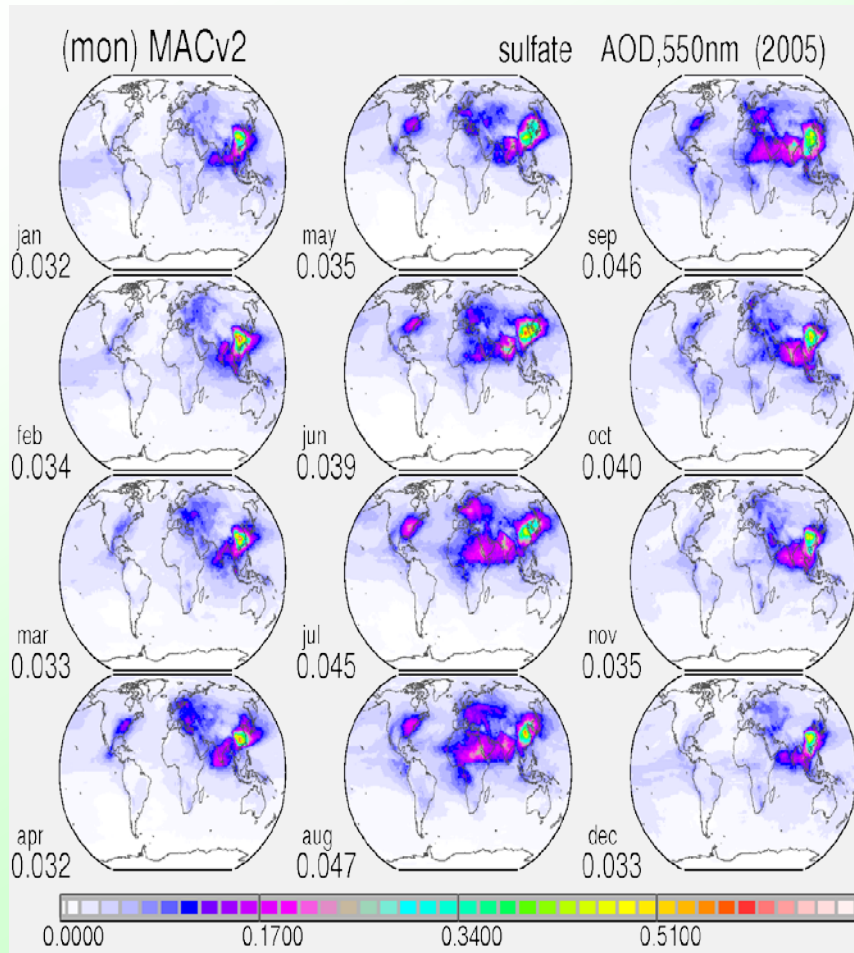 (mon) MACv2 sulfate AOD,550nm (2005)
jan
0.032
feb
0.034
mar
0.033
apr
0.032
may
0.035
jun
0.039
jul
0.045
aug
0.047
sep
0.046
oct
0.040
nov
0.035
dec
0.033
0.0000 0.1700 0.3400 0.5100